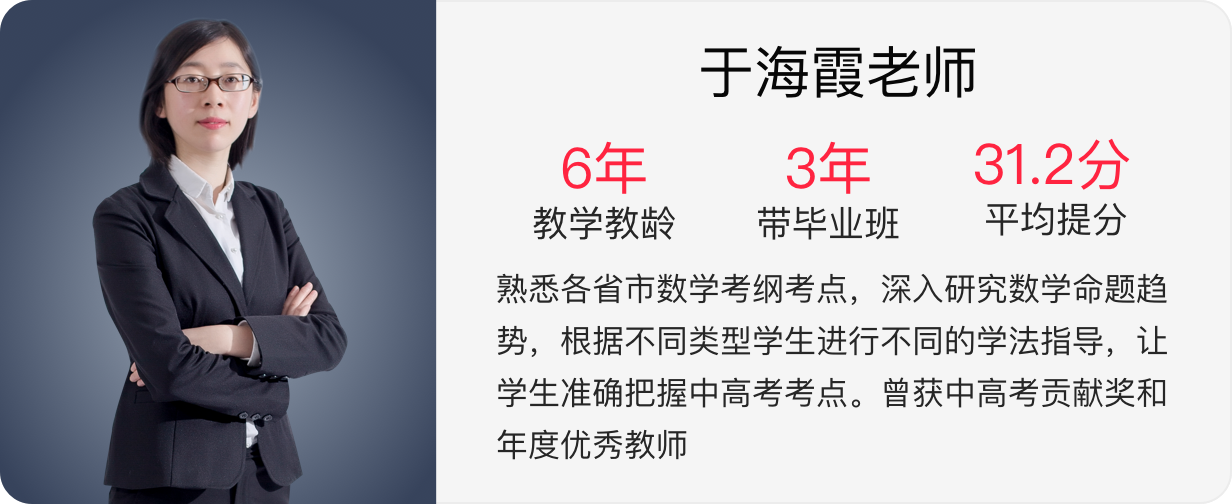 于海霞老师
6年 3年 31.2分
教学教龄 带毕业班 平均提分
熟悉各省市数学考纲考点，深入研究数学命题趋
势，根据不同类型学生进行不同的学法指导，让
学生准确把握中高考考点。曾获中高考贡献奖和
年度优秀教师